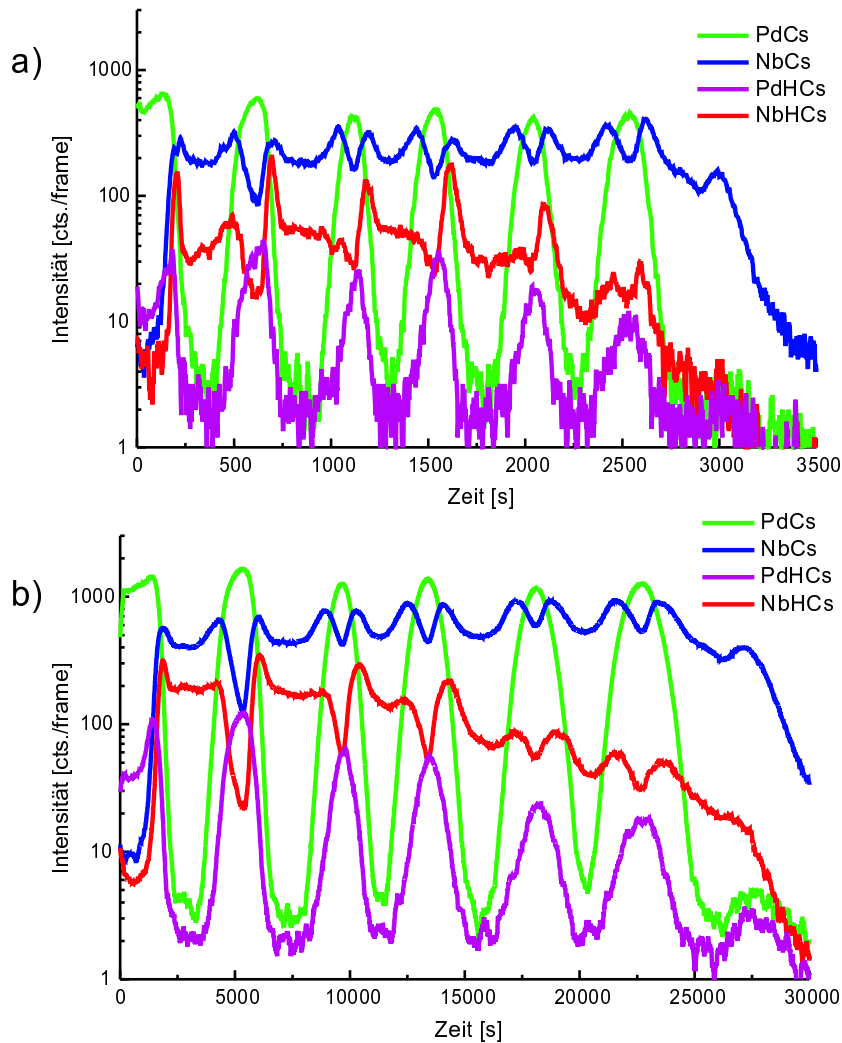 a)
Intensität [cts./frame]
1000
100
10
1
PdCs
NbCs
PdHCs
NbHCs
0 500 1000 1500 2000 2500 3000 3500
Zeit [s]
b)
Intensität [cts./frame]
1000
100
10
1
PdCs
NbCs
PdHCs
NbHCs
0 5000 10000 15000 20000 25000 30000
Zeit [s]